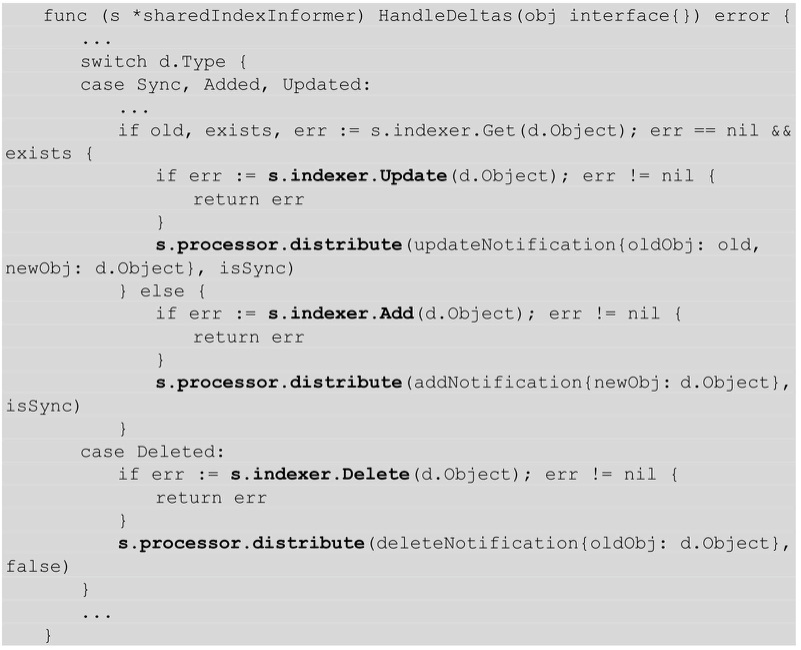 func (s *sharedIndexInformer) HandleDeltas(obj interface{}) error {
...
switch d.Type {
case Sync, Added, Updated:
...
if old, exists, err := s.indexer.Get(d.Object); err == nil &&
exists {
if err := s.indexer.Update(d.Object); err != nil {
return err
}
s.processor.distribute(updateNotification{oldObj: old,
newObj: d.Object}, isSync)
} else {
if err := s.indexer.Add(d.Object); err != nil {
return err
}
s.processor.distribute(addNotification{newObj: d.Object},
isSync)
}
case Deleted:
if err := s.indexer.Delete(d.Object); err != nil {
return err
}
s.processor.distribute(deleteNotification{oldObj: d.Object},
false)
}
...
}